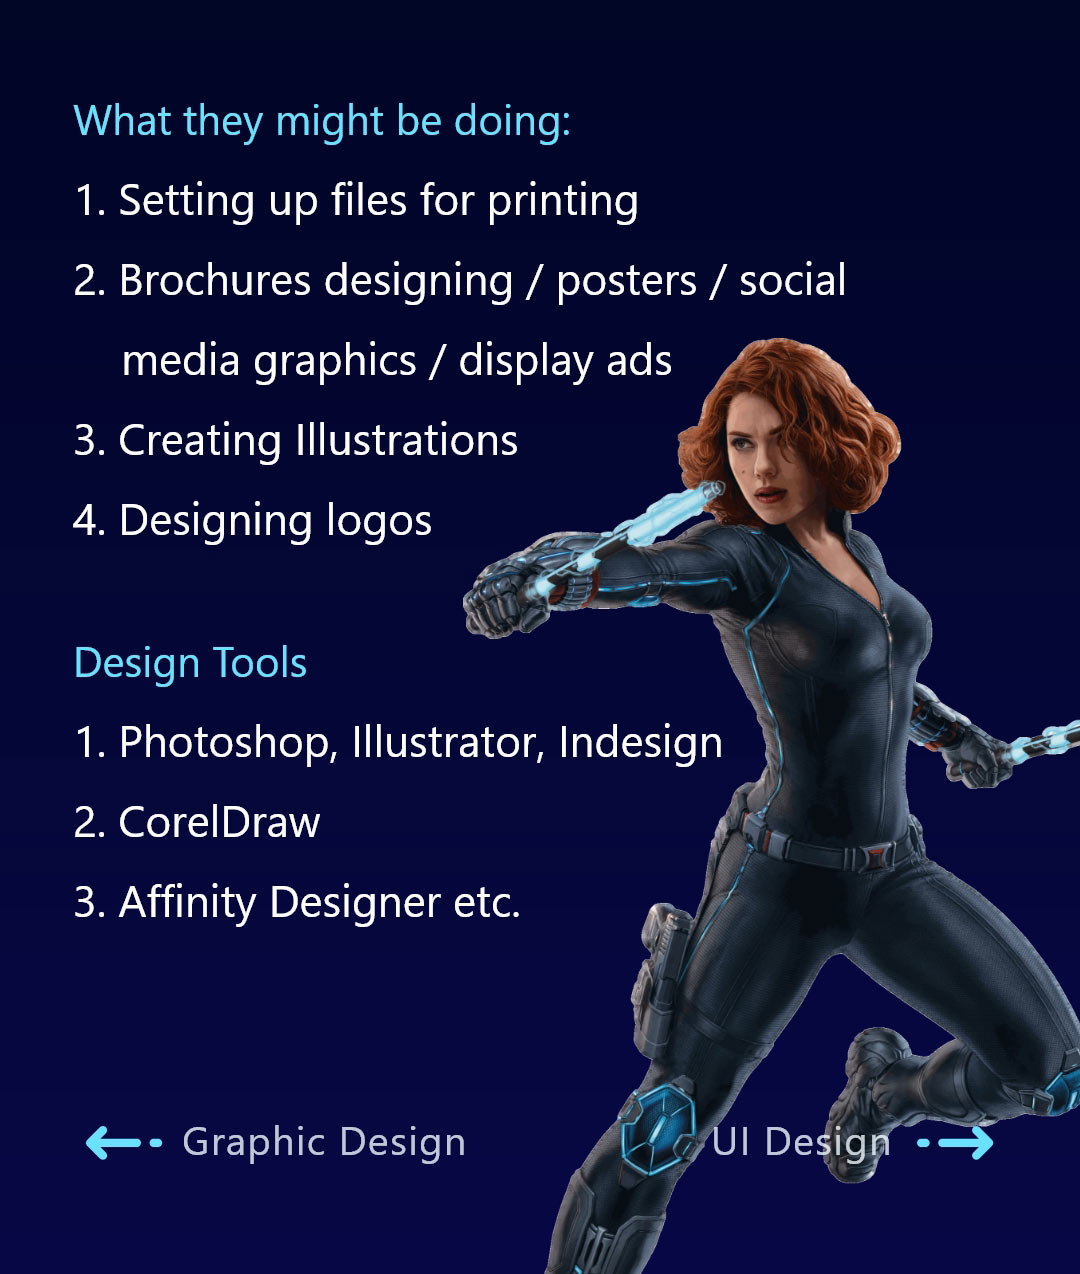 What they might be doing:
1. Setting up files for printing
2. Brochures designing / posters / social
media graphics / display ads
3. Creating Illustrations
4. Designing logos
Design Tools
1. Photoshop, Illustrator, Indesign
2. CorelDraw
3. Affinity Designer etc.
Graphic Design
UI Design